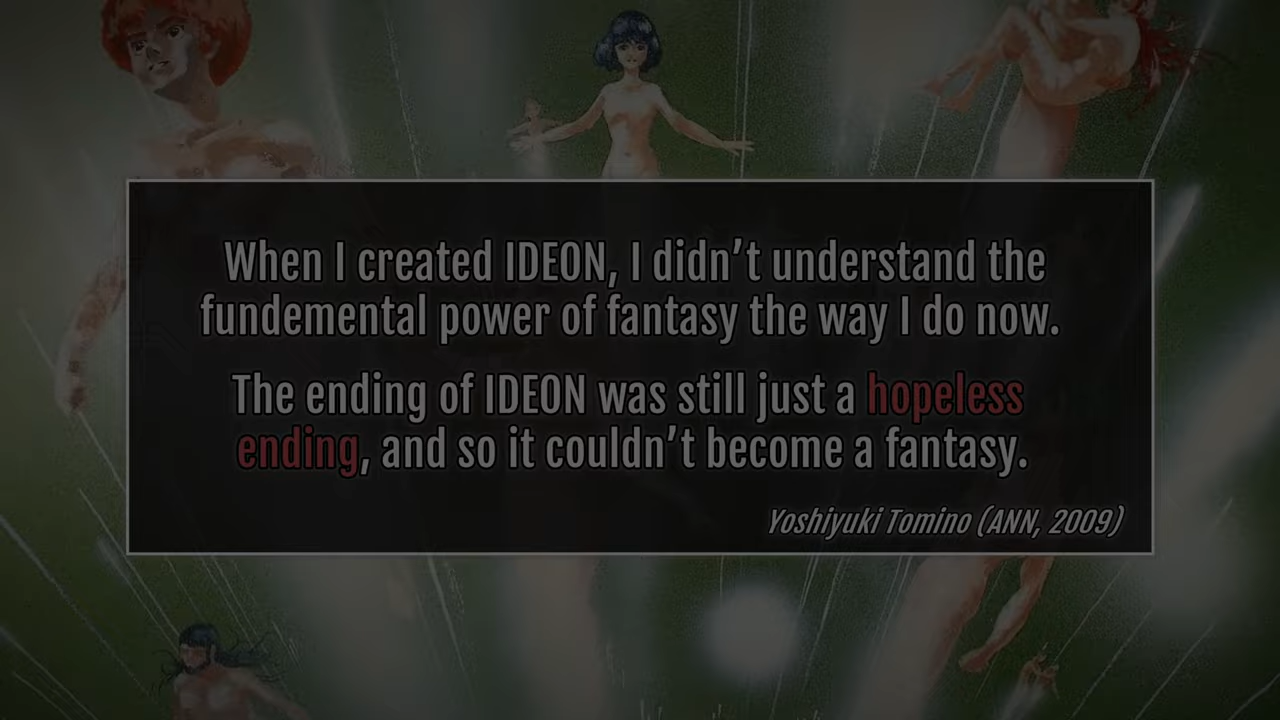 When I created IDEON, I didn’t understand the
fundemental power of fantasy the way I do now.
The ending of IDEON was still just a hopeless
ending, and so it couldn’t become a fantasy.
Yoshiyuki Tomino (ANN, 2009)